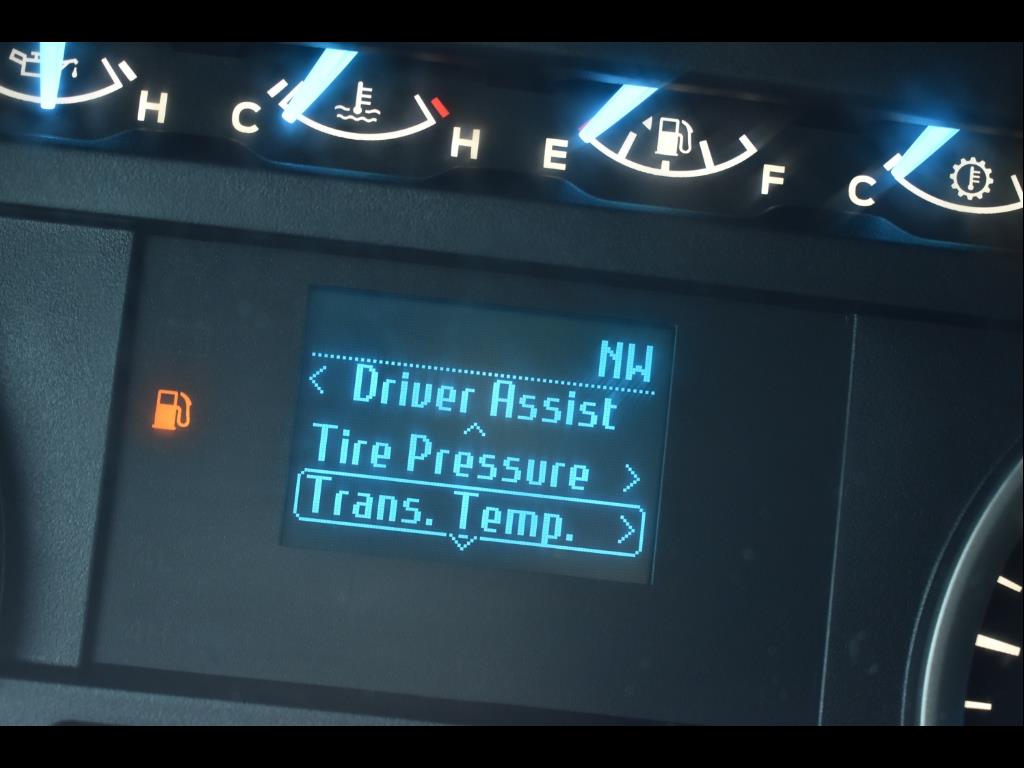 H
C H
E F
C
NW
< Driver Assist
^
Tire Pressure >
Trans. Temp. >